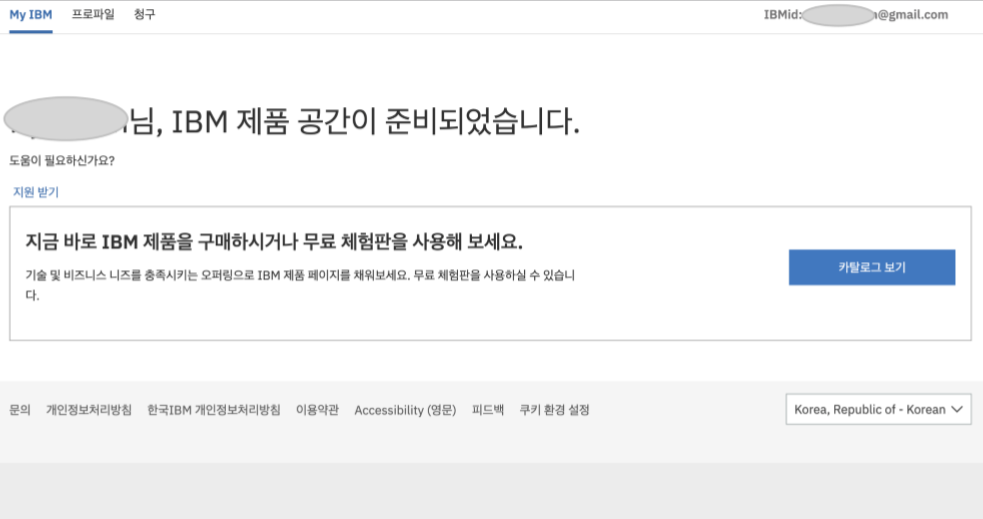 My IBM 프로파일 청구 IBMid: @gmail.com
님, IBM 제품 공간이 준비되었습니다.
도움이 필요하신가요?
지원 받기
지금 바로 IBM 제품을 구매하시거나 무료 체험판을 사용해 보세요.
기술 및 비즈니스 니즈를 충족시키는 오퍼링으로 IBM 제품 페이지를 채워보세요. 무료 체험판을 사용하실 수 있습니
다.
카탈로그 보기
문의 개인정보처리방침 한국IBM 개인정보처리방침 이용약관 Accessibility (영문) 피드백 쿠키 환경 설정
Korea, Republic of - Korean